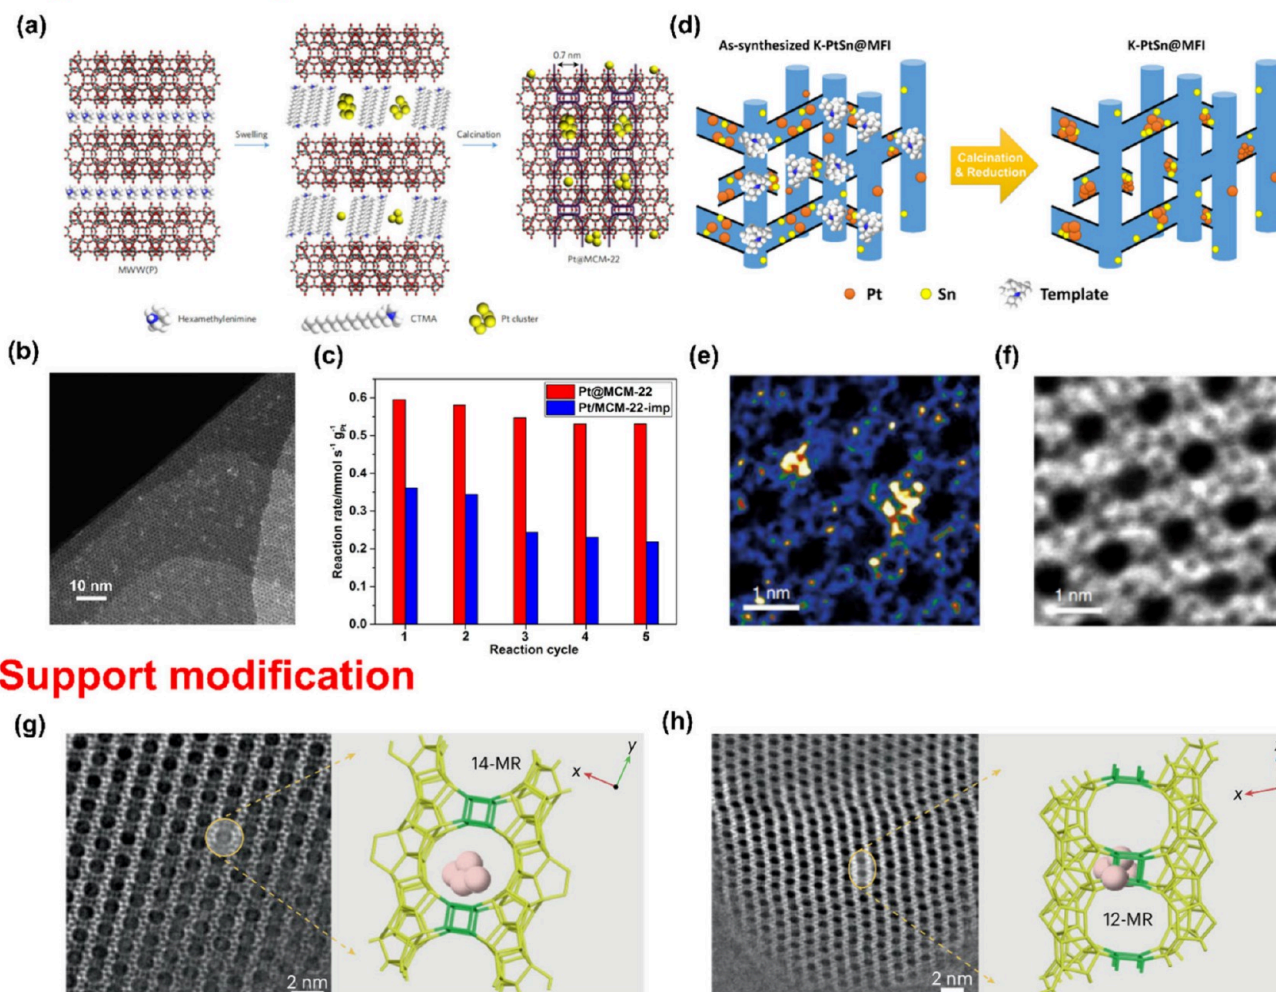 (a)
0.7 nm
Swelling
Calcination
MWW(P)
Pt@MCM-22
Hexamethylenimine
CTMA
Pt cluster
(d)
As-synthesized K-PtSn@MFI
K-PtSn@MFI
Calcination
& Reduction
Pt
Sn
Template
(b)
10 nm
(c)
Pt@MCM-22
Pt/MCM-22-imp
Reaction rate/mmol s⁻¹ g⁻¹Pt
0.6
0.5
0.4
0.3
0.2
0.1
0.0
1 2 3 4 5
Reaction cycle
(e)
1 nm
(f)
1 nm
Support modification
(g)
2 nm
14-MR
x
y
(h)
2 nm
12-MR
x